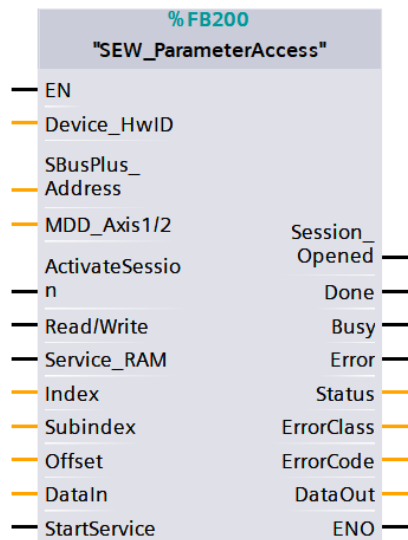 %FB200
"SEW_ParameterAccess"
EN
Device_HwID
SBusPlus_
Address
MDD_Axis1/2
ActivateSessio
n
Read/Write
Service_RAM
Index
Subindex
Offset
DataIn
StartService
Session_
Opened
Done
Busy
Error
Status
ErrorClass
ErrorCode
DataOut
ENO